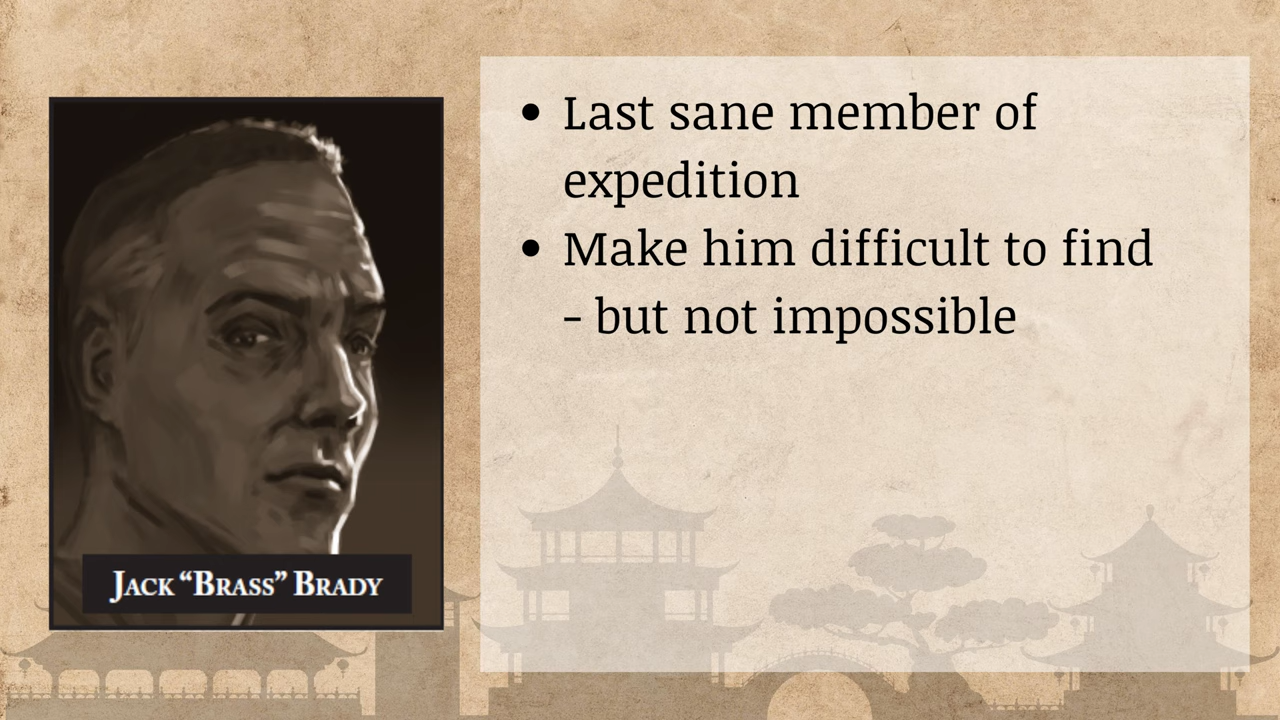 • Last sane member of
expedition
• Make him difficult to find
- but not impossible
Jack “Brass” Brady